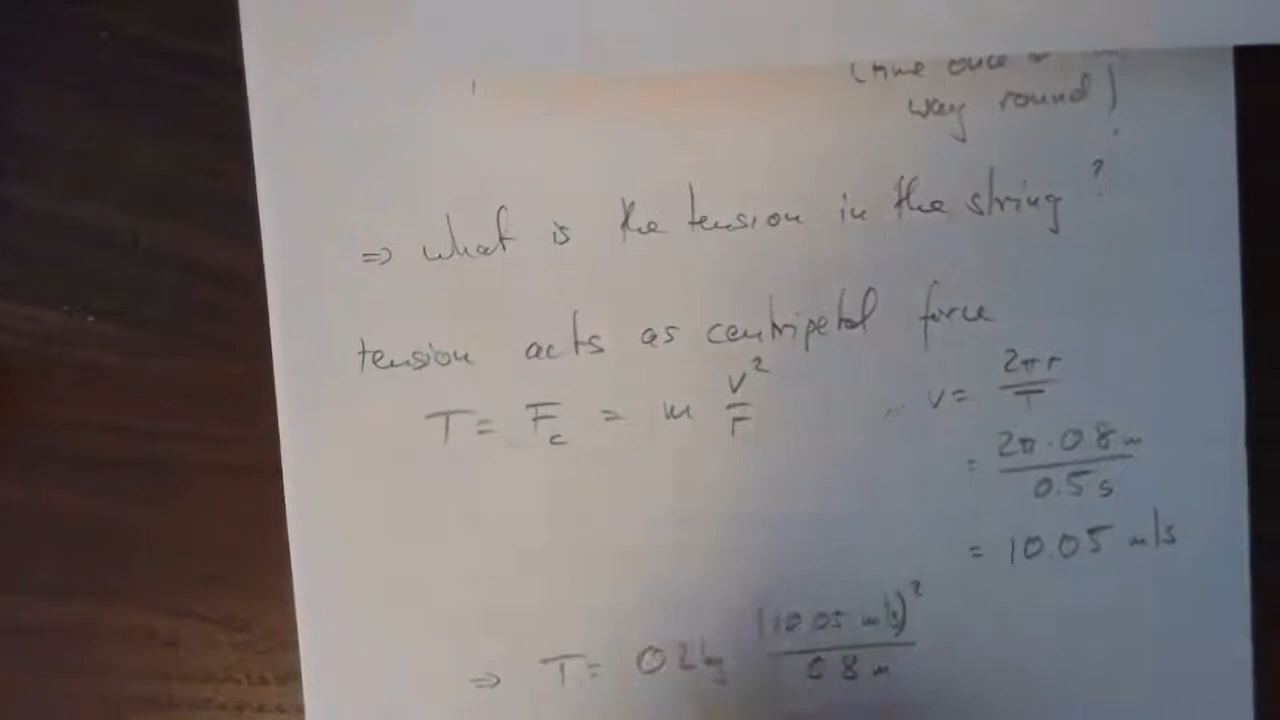 (time once
way round)
⇒ what is the tension in the string?
tension acts as centripetal force
T = F_c = m v²/r
v = 2πr/T
= 2π · 0.8 m/0.5 s
= 10.05 m/s
⇒ T = 0.2 kg (10.05 m/s)²/0.8 m